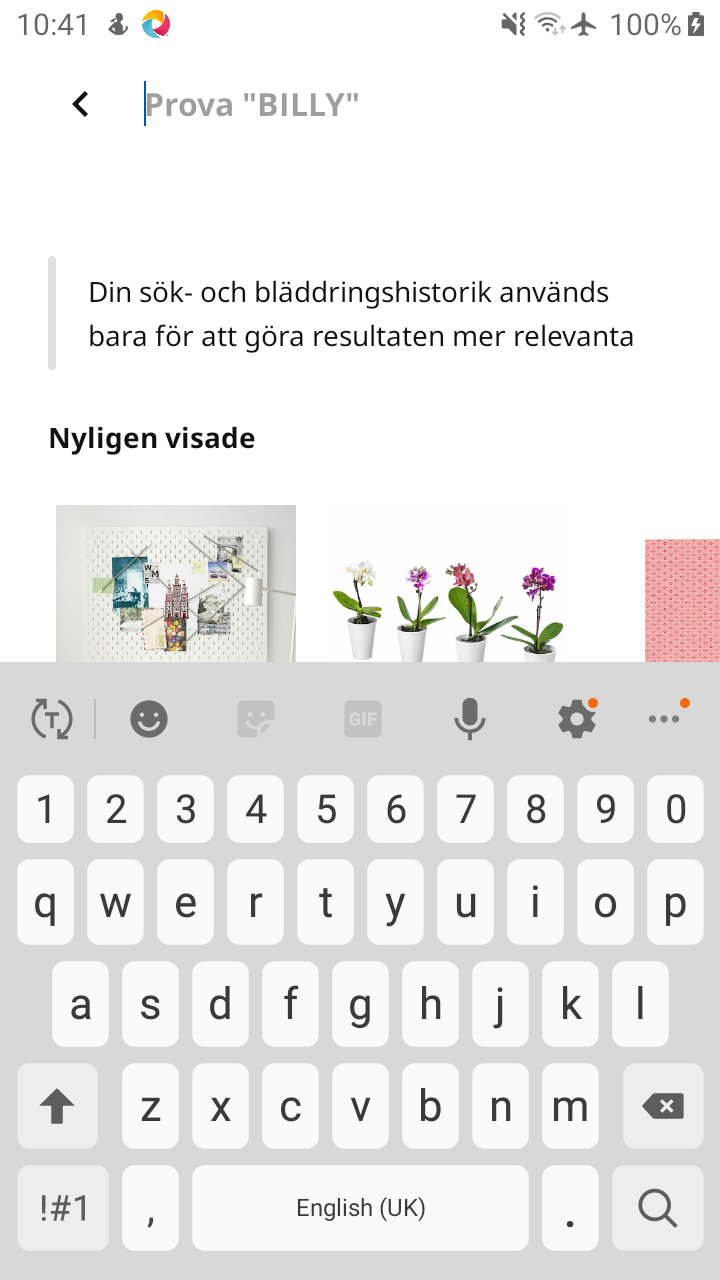 10:41 100%
Prova "BILLY"
Din sök- och bläddringshistorik används
bara för att göra resultaten mer relevanta
Nyligen visade
T GIF
1 2 3 4 5 6 7 8 9 0
q w e r t y u i o p
a s d f g h j k l
z x c v b n m
!#1 , English (UK) .